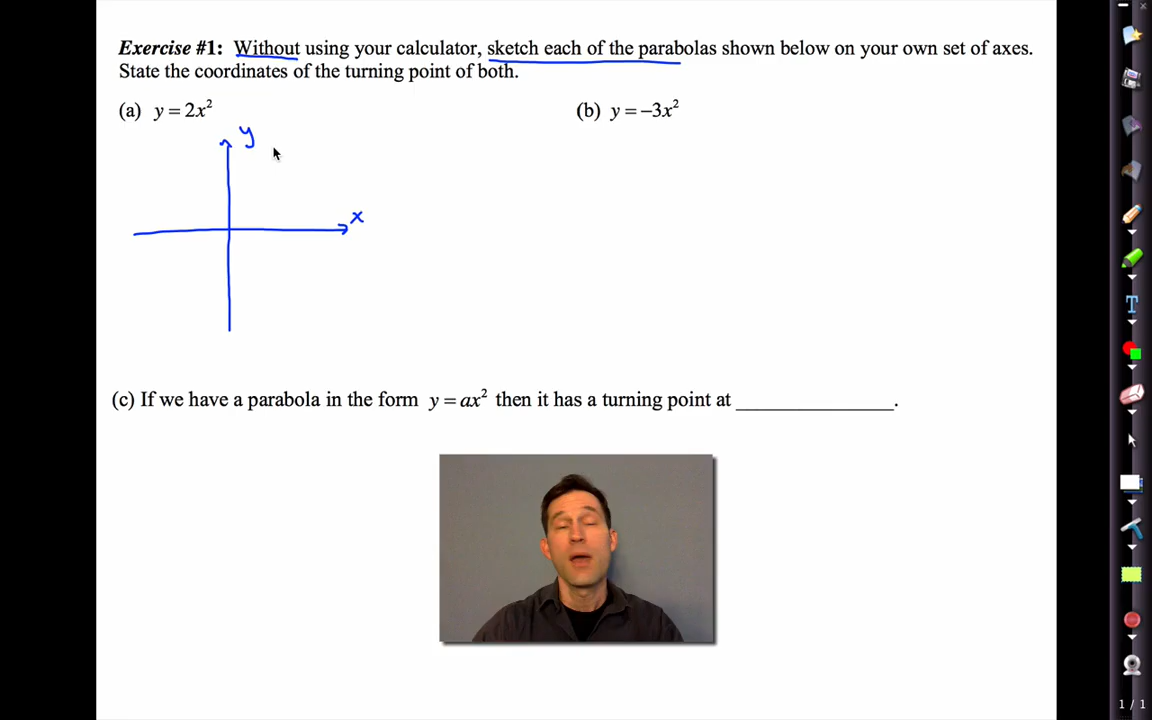 Exercise #1: Without using your calculator, sketch each of the parabolas shown below on your own set of axes.
State the coordinates of the turning point of both.
(a) y = 2x²
(b) y = −3x²
y
x
(c) If we have a parabola in the form y = ax² then it has a turning point at _______________.
T
1 / 1